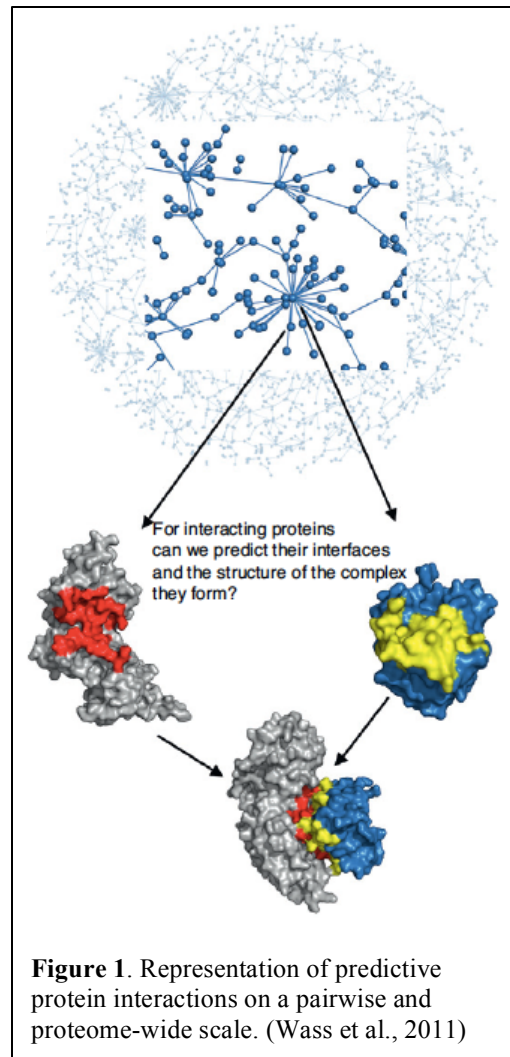 For interacting proteins
can we predict their interfaces
and the structure of the complex
they form?
Figure 1. Representation of predictive
protein interactions on a pairwise and
proteome-wide scale. (Wass et al., 2011)